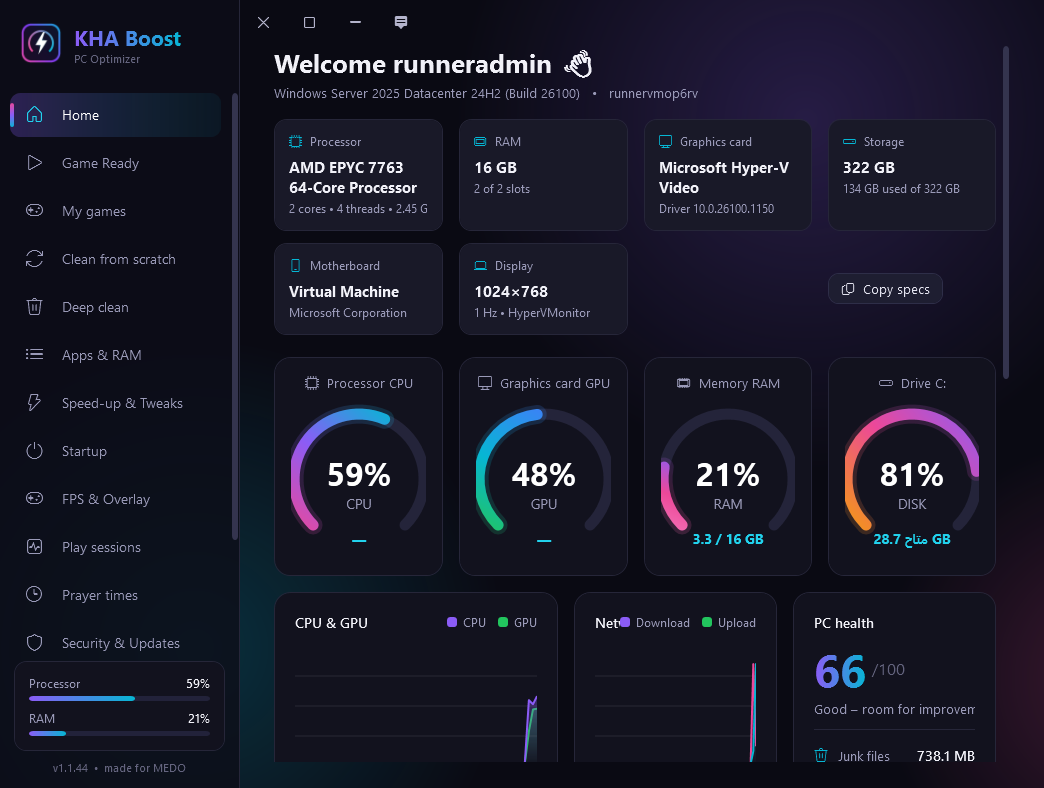 KHA Boost
PC Optimizer
Home
Game Ready
My games
Clean from scratch
Deep clean
Apps & RAM
Speed-up & Tweaks
Startup
FPS & Overlay
Play sessions
Prayer times
Security & Updates
Processor 59%
RAM 21%
v1.1.44 • made for MEDO
Welcome runneradmin
Windows Server 2025 Datacenter 24H2 (Build 26100) • runnervmop6rv
Processor
AMD EPYC 7763
64-Core Processor
2 cores • 4 threads • 2.45 G
RAM
16 GB
2 of 2 slots
Graphics card
Microsoft Hyper-V
Video
Driver 10.0.26100.1150
Storage
322 GB
134 GB used of 322 GB
Motherboard
Virtual Machine
Microsoft Corporation
Display
1024×768
1 Hz • HyperVMonitor
Copy specs
Processor CPU
59%
CPU
—
Graphics card GPU
48%
GPU
—
Memory RAM
21%
RAM
3.3 / 16 GB
Drive C:
81%
DISK
28.7 متاح GB
CPU & GPU
CPU
GPU
Net
Download
Upload
PC health
66 /100
Good – room for improvem
Junk files 738.1 MB